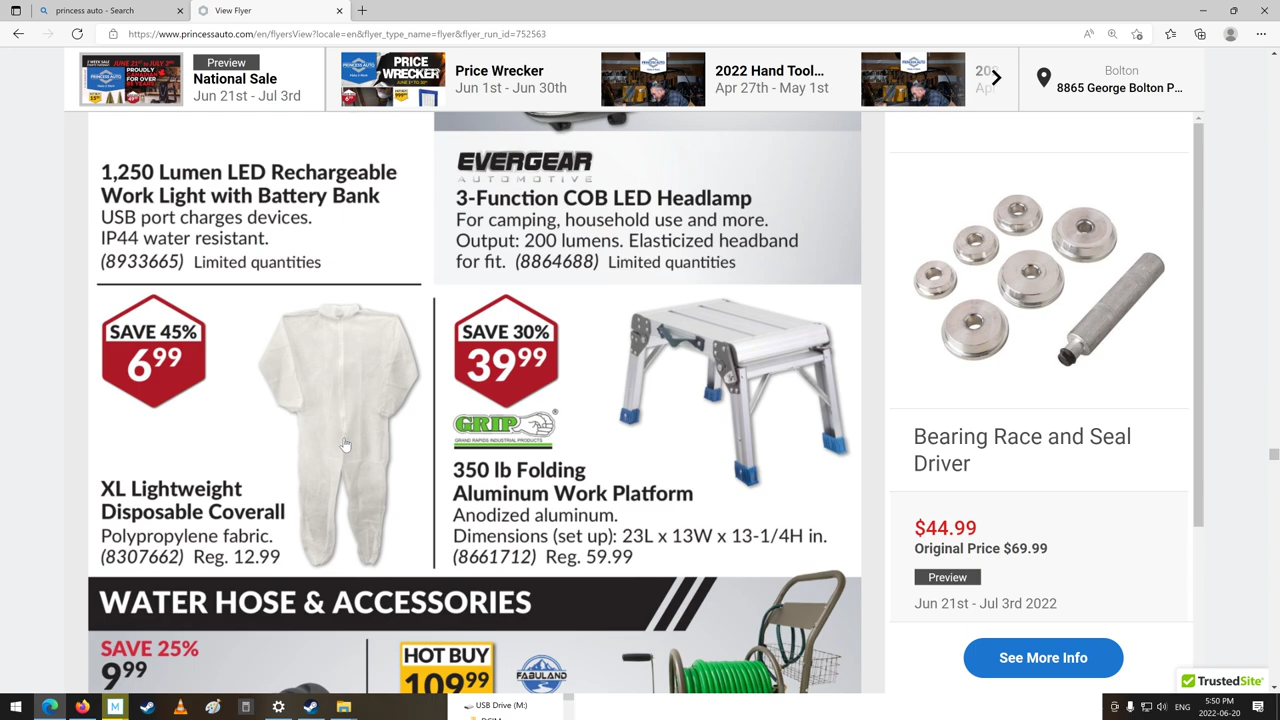 princess auto - Search
View Flyer
https://www.princessauto.com/en/flyersView?locale=en&flyer_type_name=flyer&flyer_run_id=752563
Preview
National Sale
Jun 21st - Jul 3rd
Price Wrecker
Jun 1st - Jun 30th
2022 Hand Tool...
Apr 27th - May 1st
Bolton
8865 George Bolton P...
1,250 Lumen LED Rechargeable
Work Light with Battery Bank
USB port charges devices.
IP44 water resistant.
(8933665) Limited quantities
EVERGEAR
AUTOMOTIVE
3-Function COB LED Headlamp
For camping, household use and more.
Output: 200 lumens. Elasticized headband
for fit. (8864688) Limited quantities
SAVE 45%
699
XL Lightweight
Disposable Coverall
Polypropylene fabric.
(8307662) Reg. 12.99
SAVE 30%
3999
GRIP®
GRAND RAPIDS INDUSTRIAL PRODUCTS
350 lb Folding
Aluminum Work Platform
Anodized aluminum.
Dimensions (set up): 23L x 13W x 13-1/4H in.
(8661712) Reg. 59.99
WATER HOSE & ACCESSORIES
SAVE 25%
999
HOT BUY
10999
FABULAND
Bearing Race and Seal
Driver
$44.99
Original Price $69.99
Preview
Jun 21st - Jul 3rd 2022
See More Info
TrustedSite
USB Drive (M:)
ENG
5:50 PM
2022-06-20